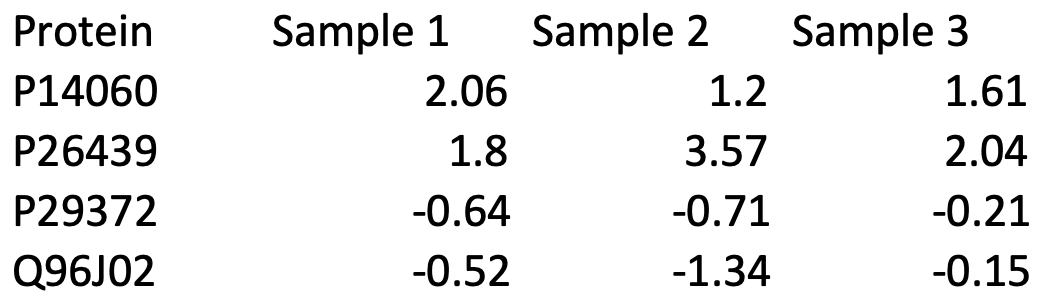 Protein Sample 1 Sample 2 Sample 3
P14060 2.06 1.2 1.61
P26439 1.8 3.57 2.04
P29372 -0.64 -0.71 -0.21
Q96J02 -0.52 -1.34 -0.15